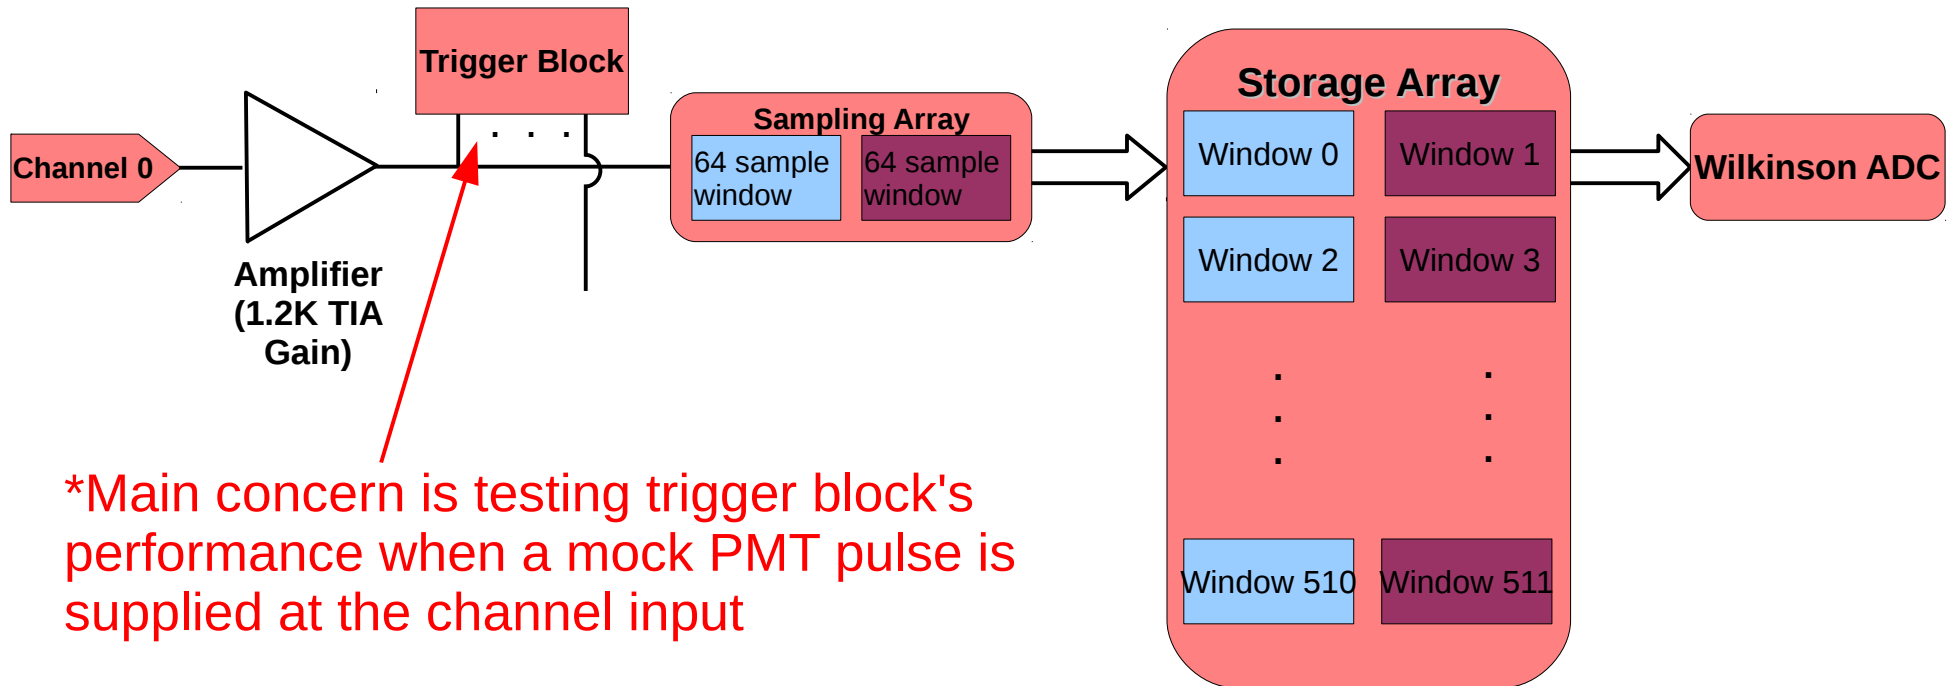 Channel 0
Amplifier
(1.2K TIA
Gain)
Trigger Block
. . .
Sampling Array
64 sample
window
64 sample
window
Storage Array
Window 0
Window 1
Window 2
Window 3
.
.
.
.
.
.
Window 510
Window 511
Wilkinson ADC
*Main concern is testing trigger block's
performance when a mock PMT pulse is
supplied at the channel input